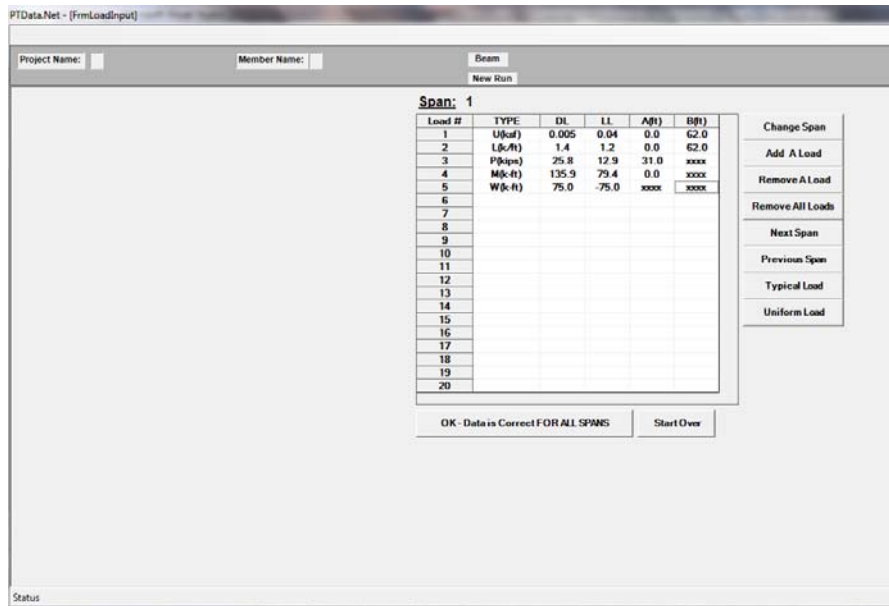 PTData.Net - [FrmLoadInput]
Project Name:
Member Name:
Beam
New Run
Span: 1
Load # TYPE DL LL A(ft) B(ft)
1 U(ksf) 0.005 0.04 0.0 62.0
2 L(k/ft) 1.4 1.2 0.0 62.0
3 P(kips) 25.8 12.9 31.0 xxxx
4 M(k-ft) 135.9 79.4 0.0 xxxx
5 W(k-ft) 75.0 -75.0 xxxx xxxx
6
7
8
9
10
11
12
13
14
15
16
17
18
19
20
Change Span
Add A Load
Remove A Load
Remove All Loads
Next Span
Previous Span
Typical Load
Uniform Load
OK - Data is Correct FOR ALL SPANS
Start Over
Status